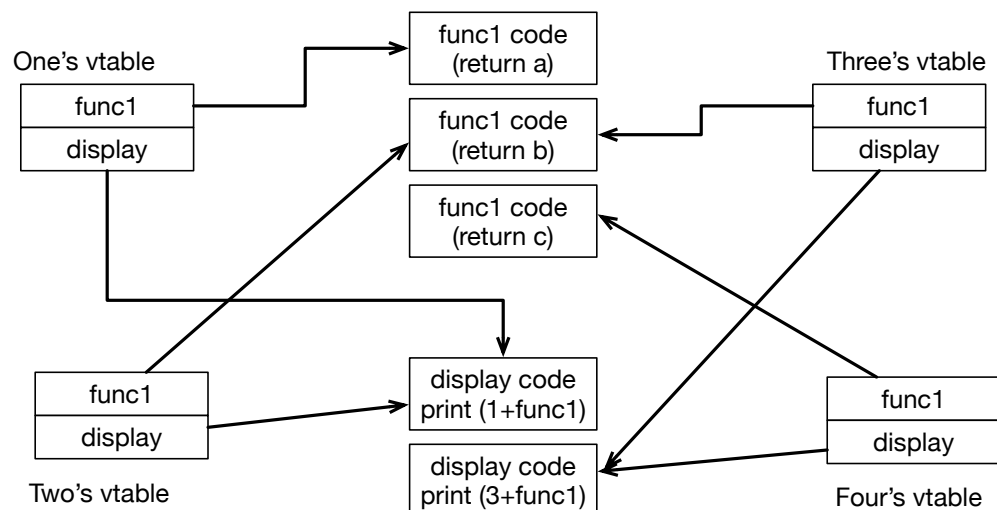 One’s vtable
func1
display
func1 code
(return a)
func1 code
(return b)
func1 code
(return c)
Three’s vtable
func1
display
func1
display
Two’s vtable
display code
print (1+func1)
display code
print (3+func1)
func1
display
Four’s vtable